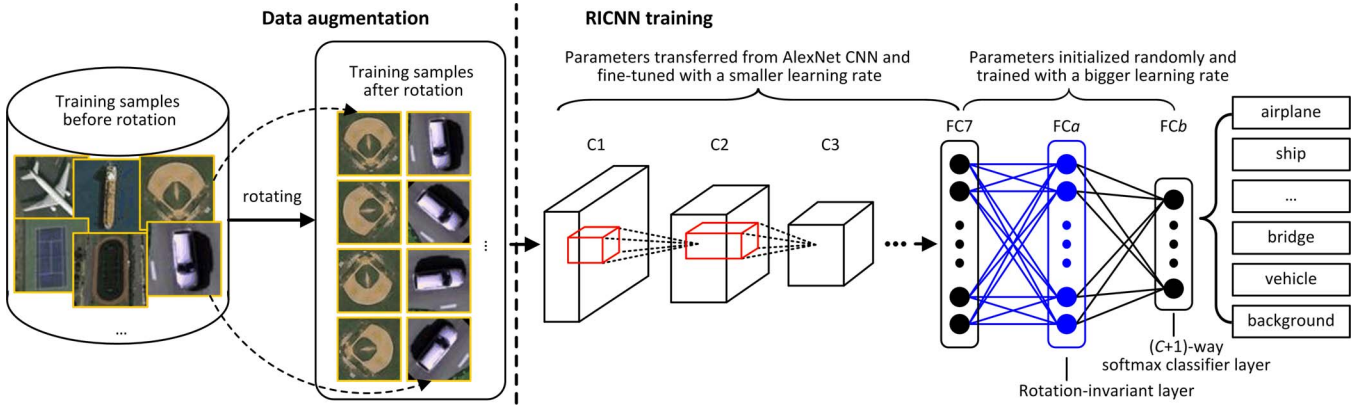 Data augmentation
Training samples
before rotation
...
rotating
Training samples
after rotation
...
RICNN training
Parameters transferred from AlexNet CNN and
fine-tuned with a smaller learning rate
Parameters initialized randomly and
trained with a bigger learning rate
C1
C2
C3
FC7
FCa
FCb
airplane
ship
...
bridge
vehicle
background
(C+1)-way
softmax classifier layer
Rotation-invariant layer